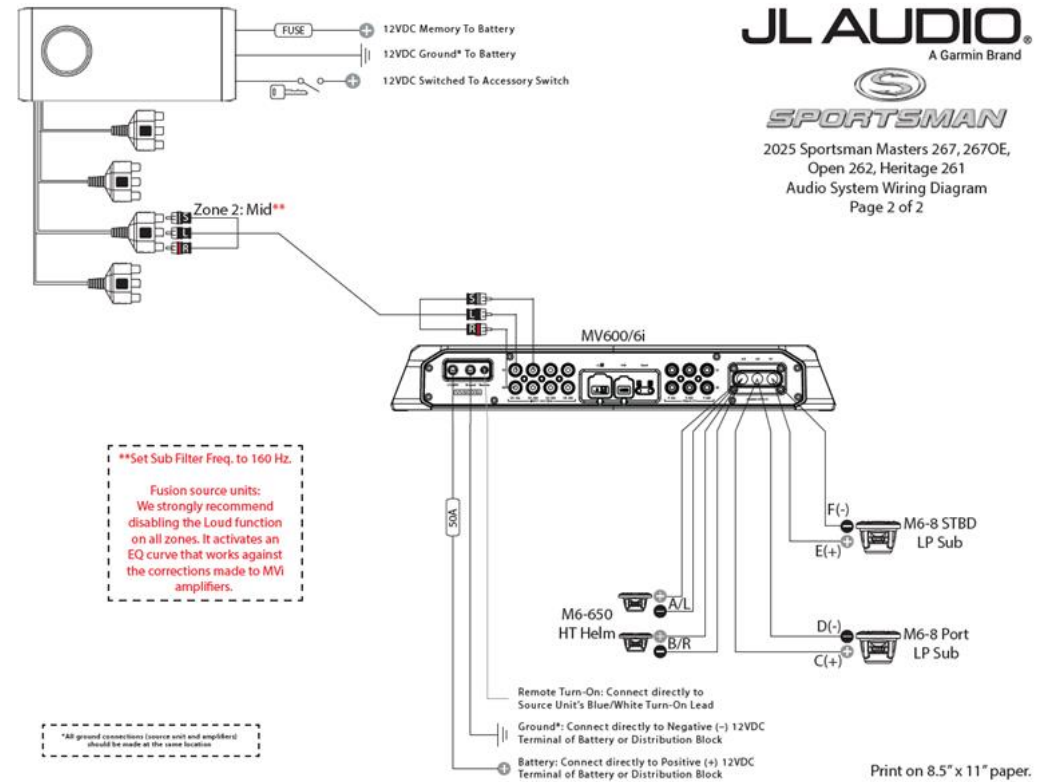 FUSE
12VDC Memory To Battery
12VDC Ground* To Battery
12VDC Switched To Accessory Switch
JL AUDIO®
A Garmin Brand
S
SPORTSMAN
2025 Sportsman Masters 267, 267OE,
Open 262, Heritage 261
Audio System Wiring Diagram
Page 2 of 2
Zone 2: Mid**
S
L
R
S
L
R
MV600/6i
**Set Sub Filter Freq. to 160 Hz.
Fusion source units:
We strongly recommend
disabling the Loud function
on all zones. It activates an
EQ curve that works against
the corrections made to MVi
amplifiers.
50A
F(-)
M6-8 STBD
LP Sub
E(+)
A/L
M6-650
HT Helm
B/R
D(-)
M6-8 Port
LP Sub
C(+)
Remote Turn-On: Connect directly to
Source Unit's Blue/White Turn-On Lead
Ground*: Connect directly to Negative (–) 12VDC
Terminal of Battery or Distribution Block
Battery: Connect directly to Positive (+) 12VDC
Terminal of Battery or Distribution Block
*All ground connections (source unit and amplifiers)
should be made at the same location
Print on 8.5" x 11" paper.